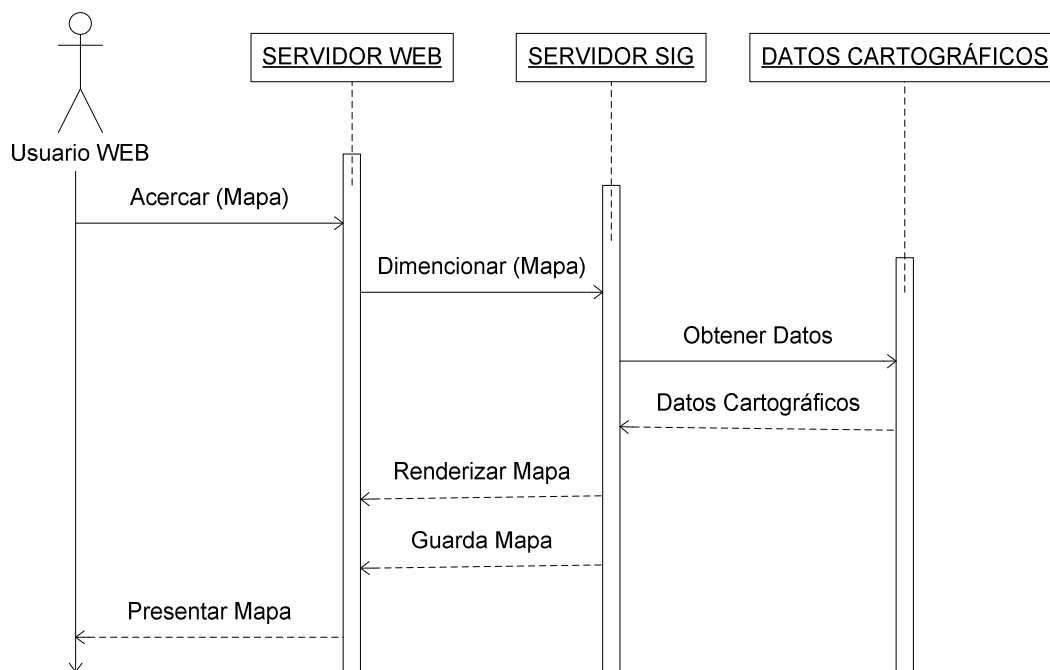 SERVIDOR WEB
SERVIDOR SIG
DATOS CARTOGRÁFICOS
Usuario WEB
Acercar (Mapa)
Dimencionar (Mapa)
Obtener Datos
Datos Cartográficos
Renderizar Mapa
Guarda Mapa
Presentar Mapa